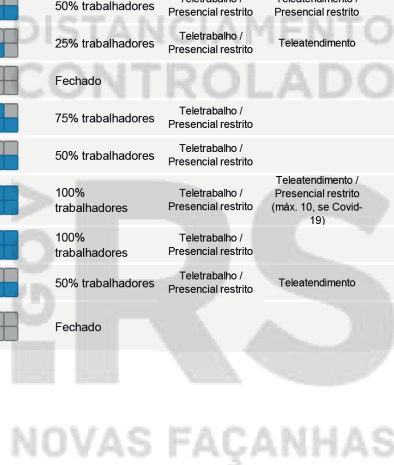 50% trabalhadores
Teletrabalho /
Presencial restrito
Teleatendimento /
Presencial restrito
25% trabalhadores
Teletrabalho /
Presencial restrito
Teleatendimento
Fechado
75% trabalhadores
Teletrabalho /
Presencial restrito
50% trabalhadores
Teletrabalho /
Presencial restrito
100%
trabalhadores
Teletrabalho /
Presencial restrito
Teleatendimento /
Presencial restrito
(máx. 10, se Covid-
19)
100%
trabalhadores
Teletrabalho /
Presencial restrito
50% trabalhadores
Teletrabalho /
Presencial restrito
Teleatendimento
Fechado
DISTANCIAMENTO
CONTROLADO
GOV
RS
NOVAS FAÇANHAS